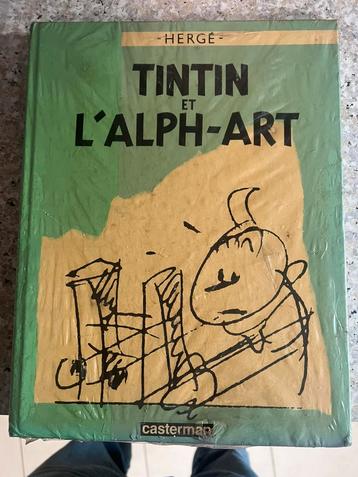 -HERGÉ-
TINTIN
ET
L'ALPH-ART
casterman